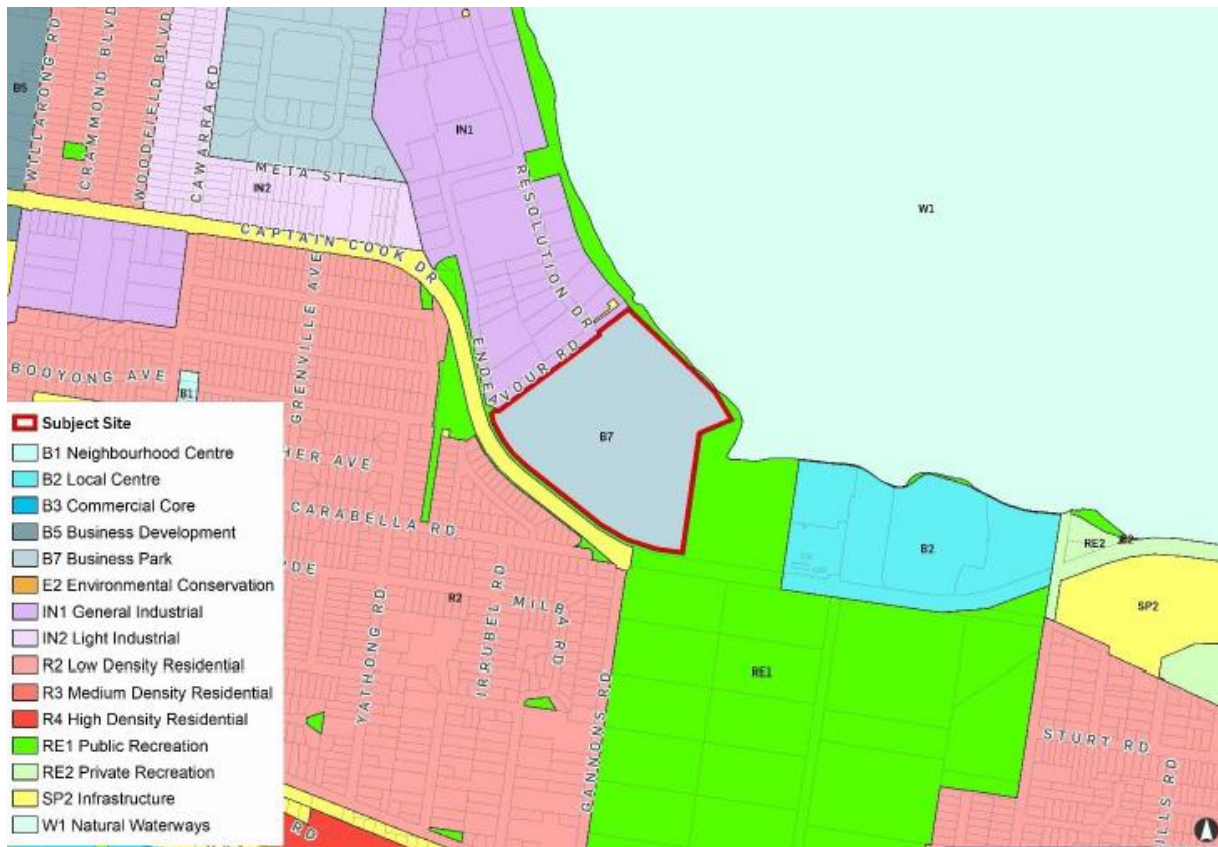 WILLARONG RD
CRAMMOND BLVD
WOODFIELD BLVD
CAWARRA RD
B5
IN1
META ST
IN2
RESOLUTION DR
W1
CAPTAIN COOK DR
GRENVILLE AVE
ENDEAVOUR RD
BOOYONG AVE
B1
B7
HER AVE
CARABELLA RD
B2
RE2
E2
DE
R2
MILBA RD
IRRUBEL RD
YATHONG RD
SP2
RE1
GANNONS RD
STURT RD
ILLS RD
RD
Subject Site
B1 Neighbourhood Centre
B2 Local Centre
B3 Commercial Core
B5 Business Development
B7 Business Park
E2 Environmental Conservation
IN1 General Industrial
IN2 Light Industrial
R2 Low Density Residential
R3 Medium Density Residential
R4 High Density Residential
RE1 Public Recreation
RE2 Private Recreation
SP2 Infrastructure
W1 Natural Waterways